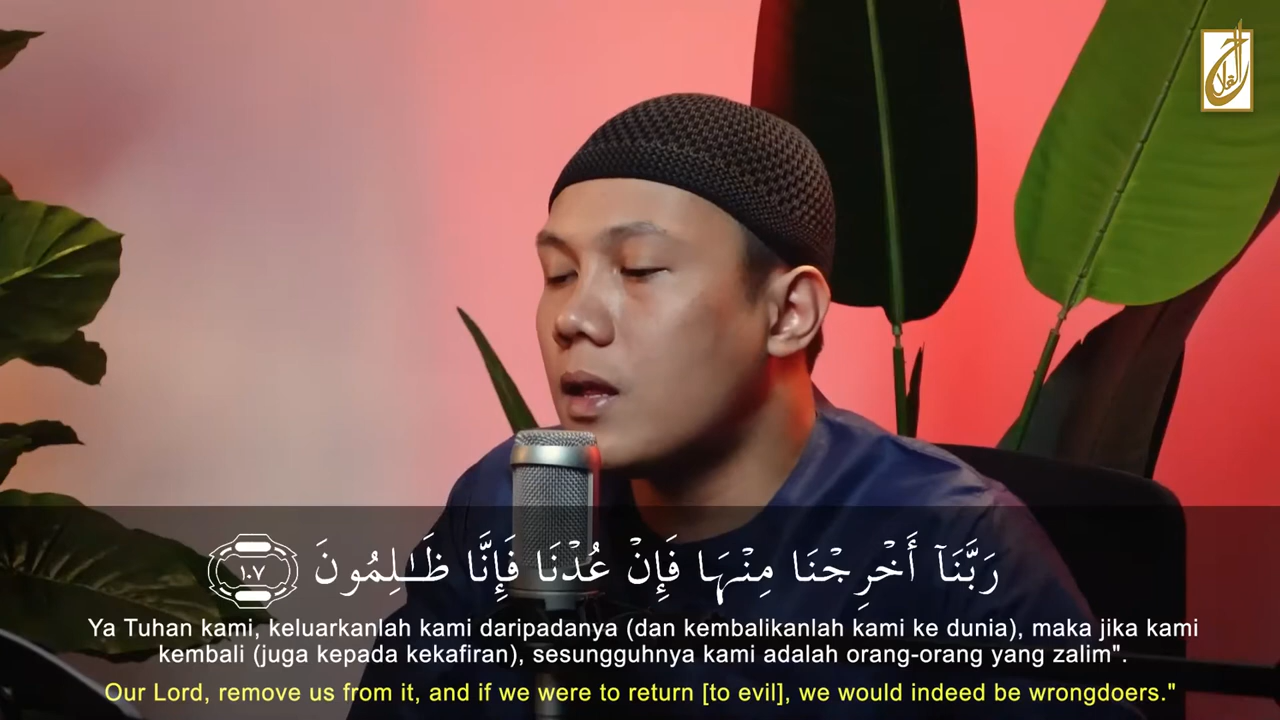 الفلاح
رَبَّنَآ أَخْرِجْنَا مِنْهَا فَإِنْ عُدْنَا فَإِنَّا ظَـٰلِمُونَ ١٠٧
Ya Tuhan kami, keluarkanlah kami daripadanya (dan kembalikanlah kami ke dunia), maka jika kami
kembali (juga kepada kekafiran), sesungguhnya kami adalah orang-orang yang zalim".
Our Lord, remove us from it, and if we were to return [to evil], we would indeed be wrongdoers."